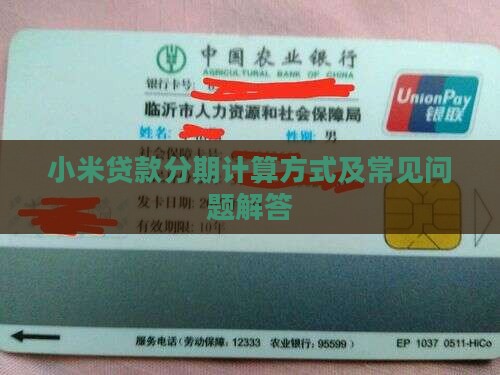 中国农业银行
AGRICULTURAL BANK OF CHINA
银行卡号:
UnionPay
银联
临沂市人力资源和社会保障局
姓名:
性别: 男
小米贷款分期计算方式及常见问
题解答
发卡日期: 2
有效期限: 10年
服务电话(劳动保障: 12333 农业银行: 95599)
EP 1037 0511-HiCo